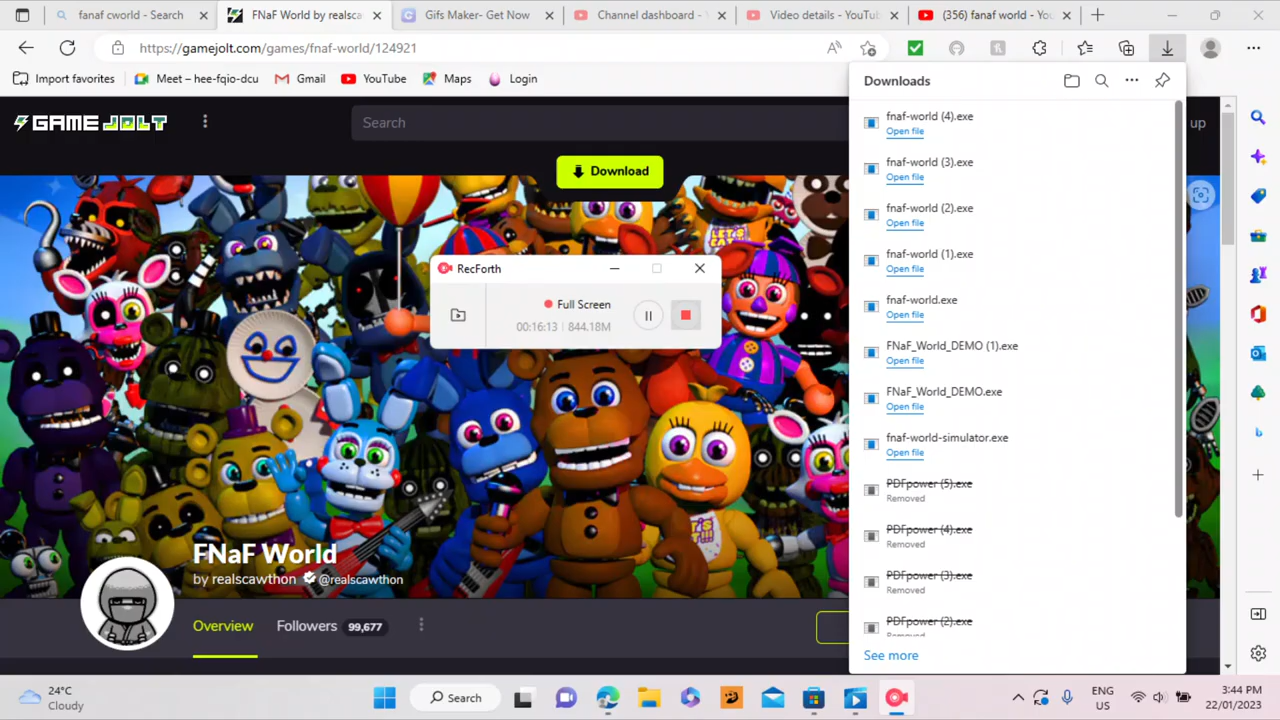 fanaf cworld - Search
FNaF World by realsca
Gifs Maker- Get Now
Channel dashboard -
Video details - YouTu
(356) fanaf world - You
https://gamejolt.com/games/fnaf-world/124921
Import favorites
Meet – hee-fqio-dcu
Gmail
YouTube
Maps
Login
GAME JOLT
Search
up
Download
Downloads
fnaf-world (4).exe
Open file
fnaf-world (3).exe
Open file
fnaf-world (2).exe
Open file
fnaf-world (1).exe
Open file
fnaf-world.exe
Open file
FNaF_World_DEMO (1).exe
Open file
FNaF_World_DEMO.exe
Open file
fnaf-world-simulator.exe
Open file
PDFpower (5).exe
Removed
PDFpower (4).exe
Removed
PDFpower (3).exe
Removed
PDFpower (2).exe
Removed
See more
RecForth
Full Screen
00:16:13 | 844.18M
LET'S EAT
FNaF World
by realscawthon @realscawthon
Overview
Followers 99,677
24°C
Cloudy
Search
ENG
US
3:44 PM
22/01/2023